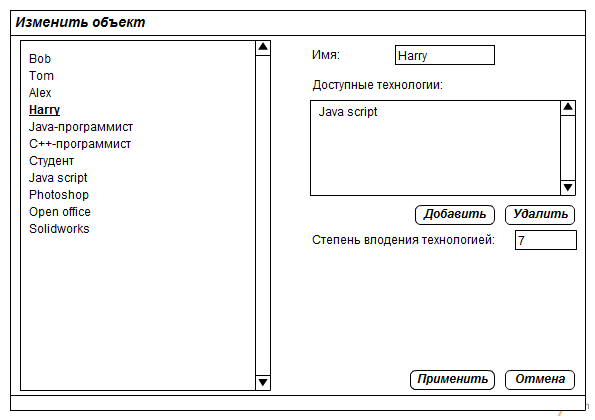 Изменить объект
Bob
Tom
Alex
Harry
Java-программист
C++-программист
Студент
Java script
Photoshop
Open office
Solidworks
Имя:
Harry
Доступные технологии:
Java script
Добавить
Удалить
Степень влодения технологией:
7
Применить
Отмена